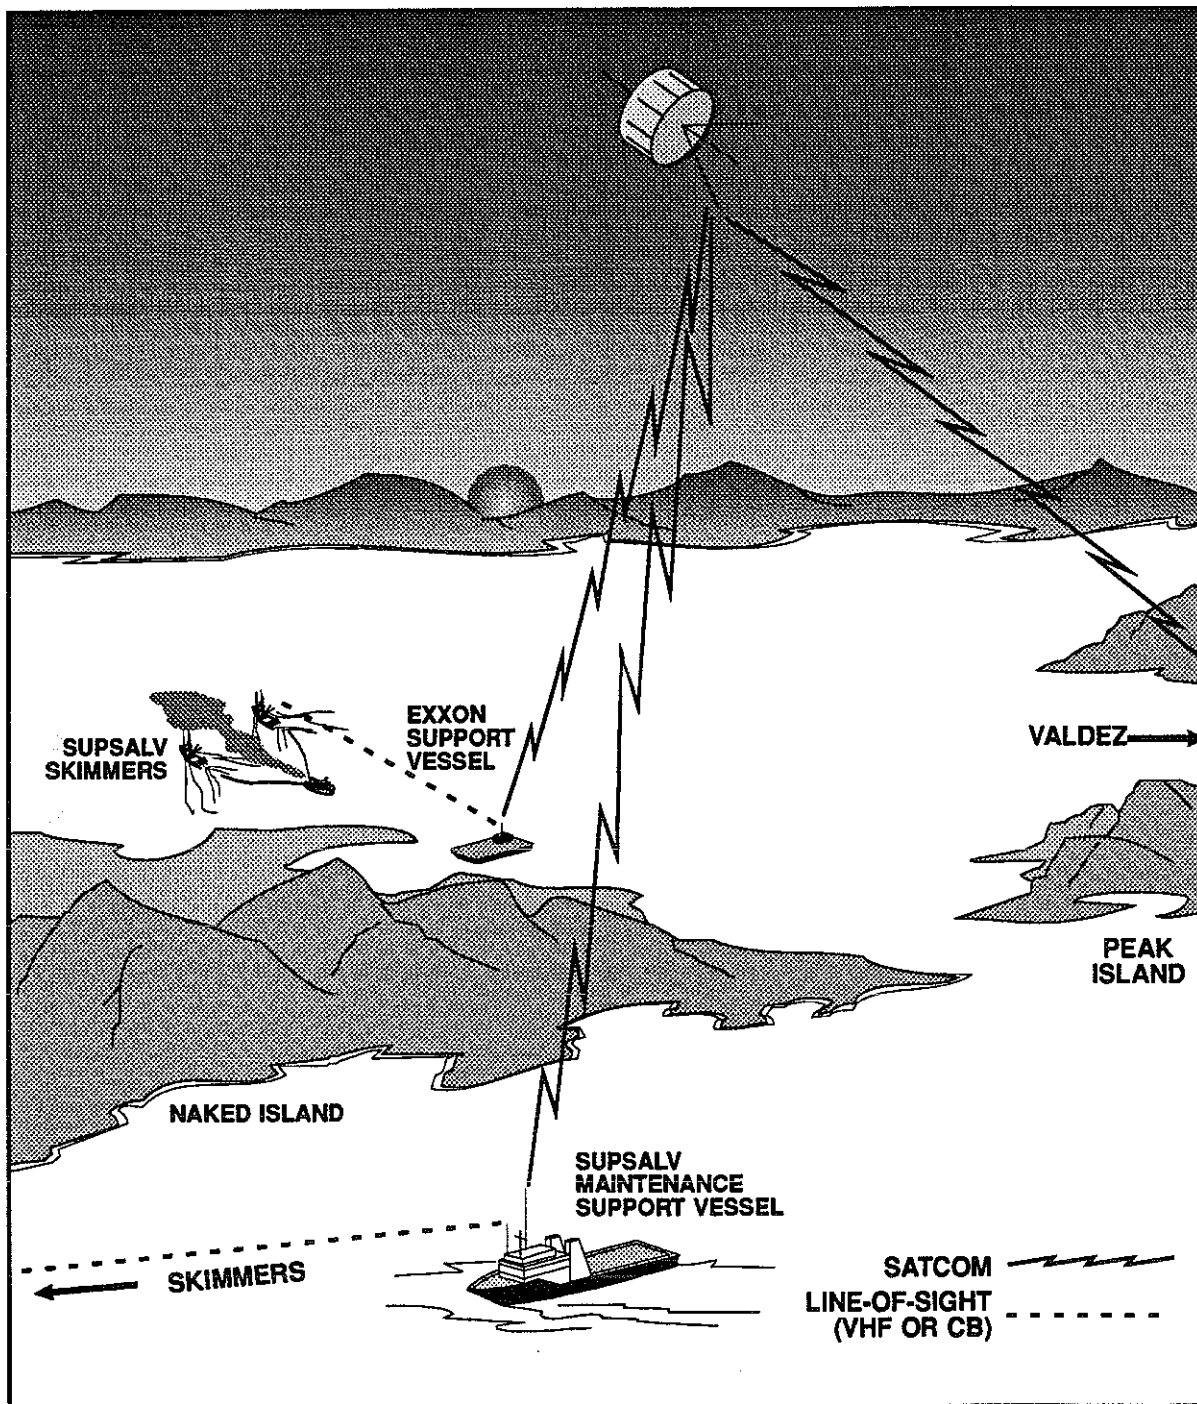 EXXON
SUPPORT
VESSEL
SUPSALV
SKIMMERS
VALDEZ
PEAK
ISLAND
NAKED ISLAND
SUPSALV
MAINTENANCE
SUPPORT VESSEL
SKIMMERS
SATCOM
LINE-OF-SIGHT
(VHF OR CB)